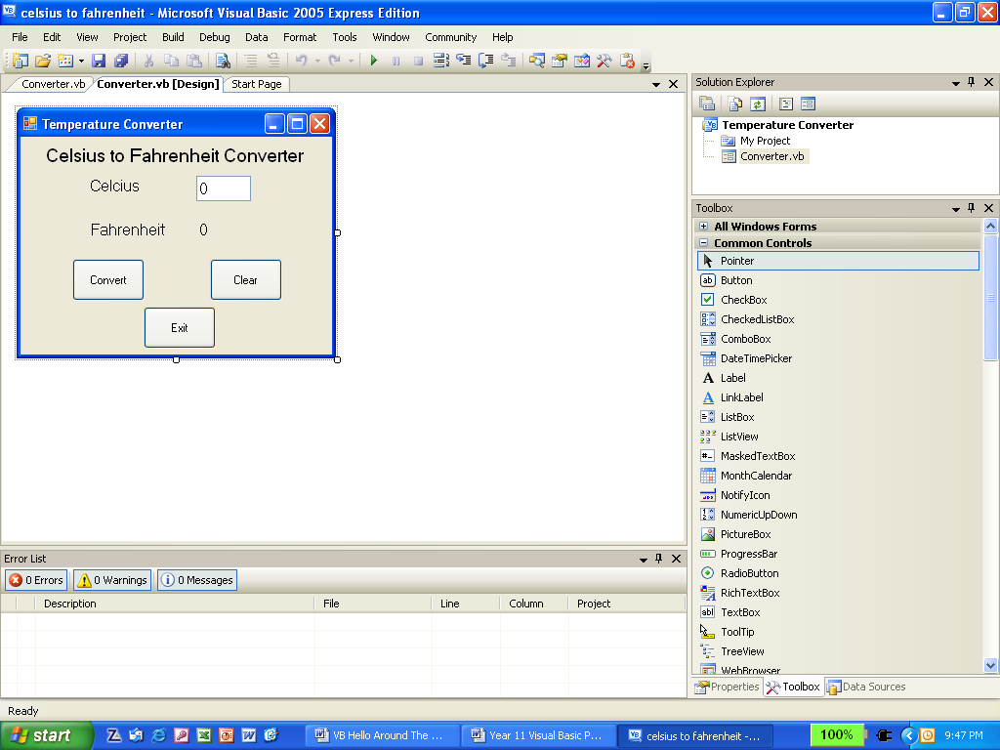 celsius to fahrenheit - Microsoft Visual Basic 2005 Express Edition
File Edit View Project Build Debug Data Format Tools Window Community Help
Converter.vb Converter.vb [Design] Start Page
Temperature Converter
Celsius to Fahrenheit Converter
Celcius 0
Fahrenheit 0
Convert Clear
Exit
Solution Explorer
Temperature Converter
My Project
Converter.vb
Toolbox
All Windows Forms
Common Controls
Pointer
Button
CheckBox
CheckedListBox
ComboBox
DateTimePicker
Label
LinkLabel
ListBox
ListView
MaskedTextBox
MonthCalendar
NotifyIcon
NumericUpDown
PictureBox
ProgressBar
RadioButton
RichTextBox
TextBox
ToolTip
TreeView
WebBrowser
Properties Toolbox Data Sources
Error List
0 Errors 0 Warnings 0 Messages
Description File Line Column Project
Ready
start VB Hello Around The ... Year 11 Visual Basic P... celsius to fahrenheit -... 100% 9:47 PM